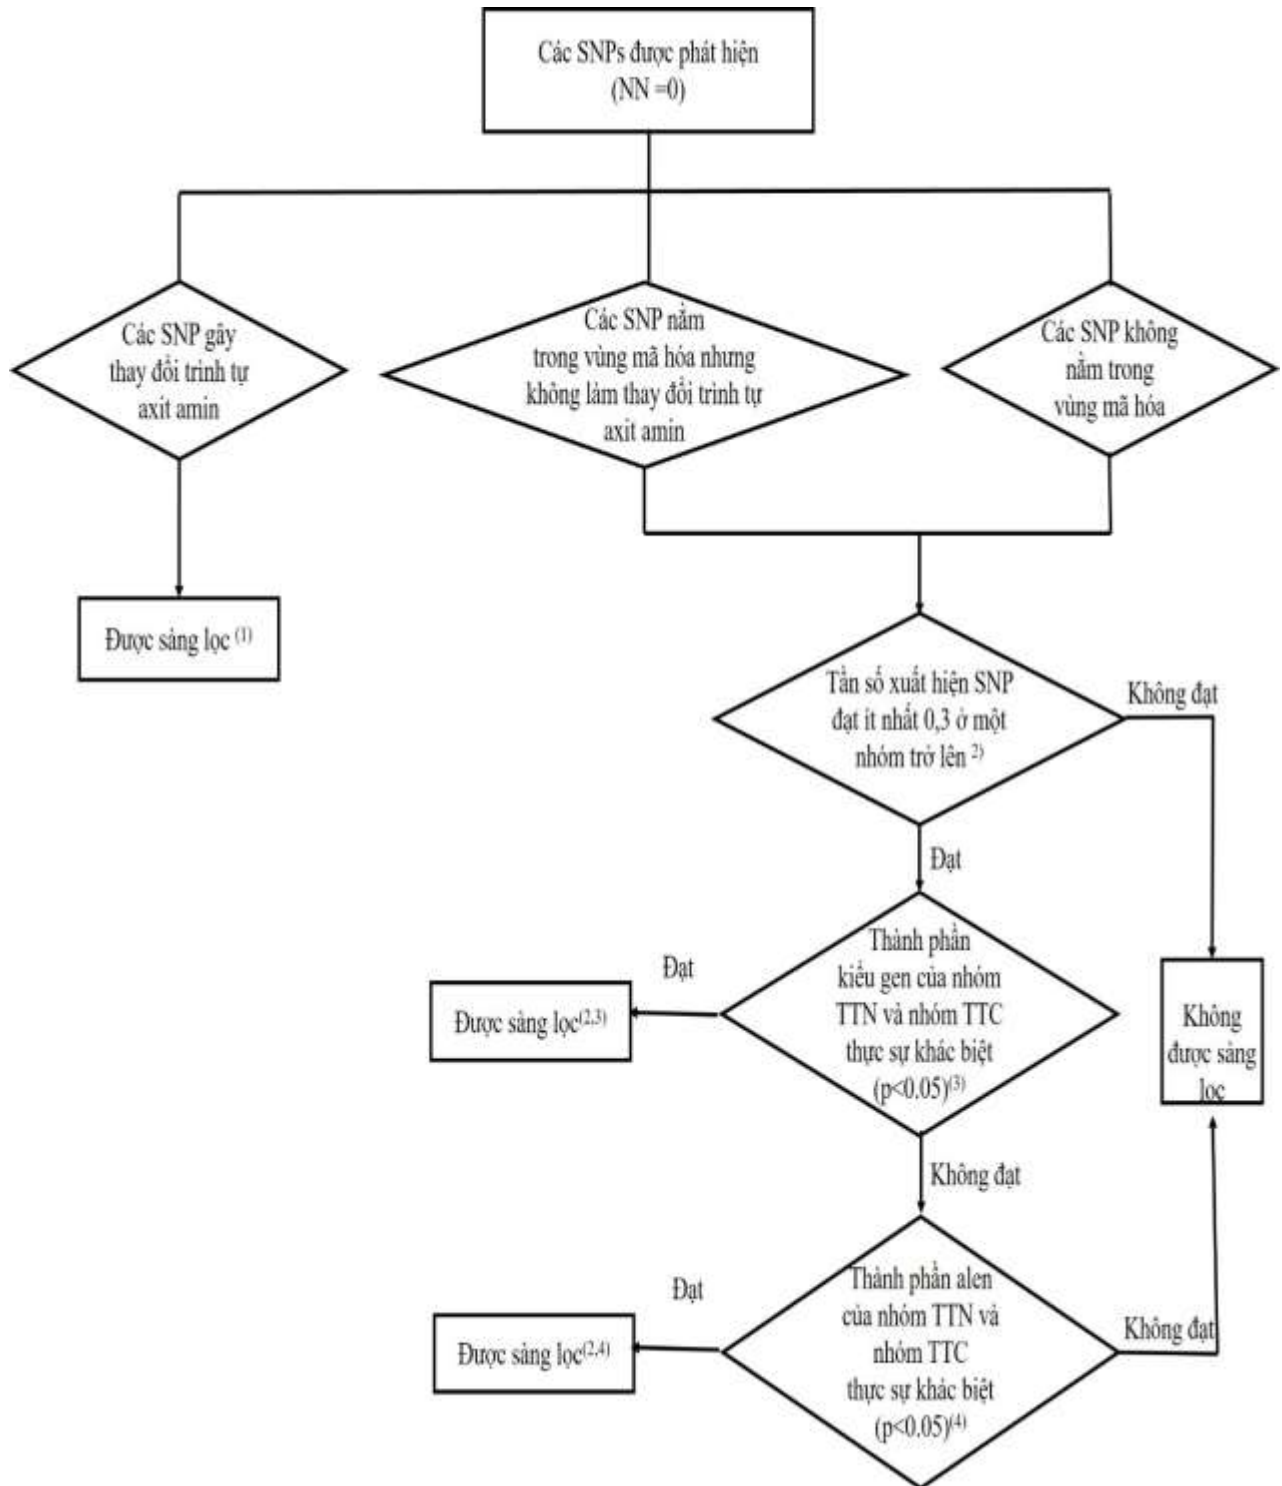 Các SNPs được phát hiện
(NN =0)
Các SNP gây
thay đổi trình tự
axit amin
Các SNP nằm
trong vùng mã hóa nhưng
không làm thay đổi trình tự
axit amin
Các SNP không
nằm trong
vùng mã hóa
Được sàng lọc (1)
Tần số xuất hiện SNP
đạt ít nhất 0,3 ở một
nhóm trở lên 2)
Không đạt
Đạt
Thành phần
kiểu gen của nhóm
TTN và nhóm TTC
thực sự khác biệt
(p<0.05)(3)
Đạt
Được sàng lọc(2,3)
Không
được sàng
lọc
Không đạt
Thành phần alen
của nhóm TTN và
nhóm TTC
thực sự khác biệt
(p<0.05)(4)
Đạt
Được sàng lọc(2,4)
Không đạt